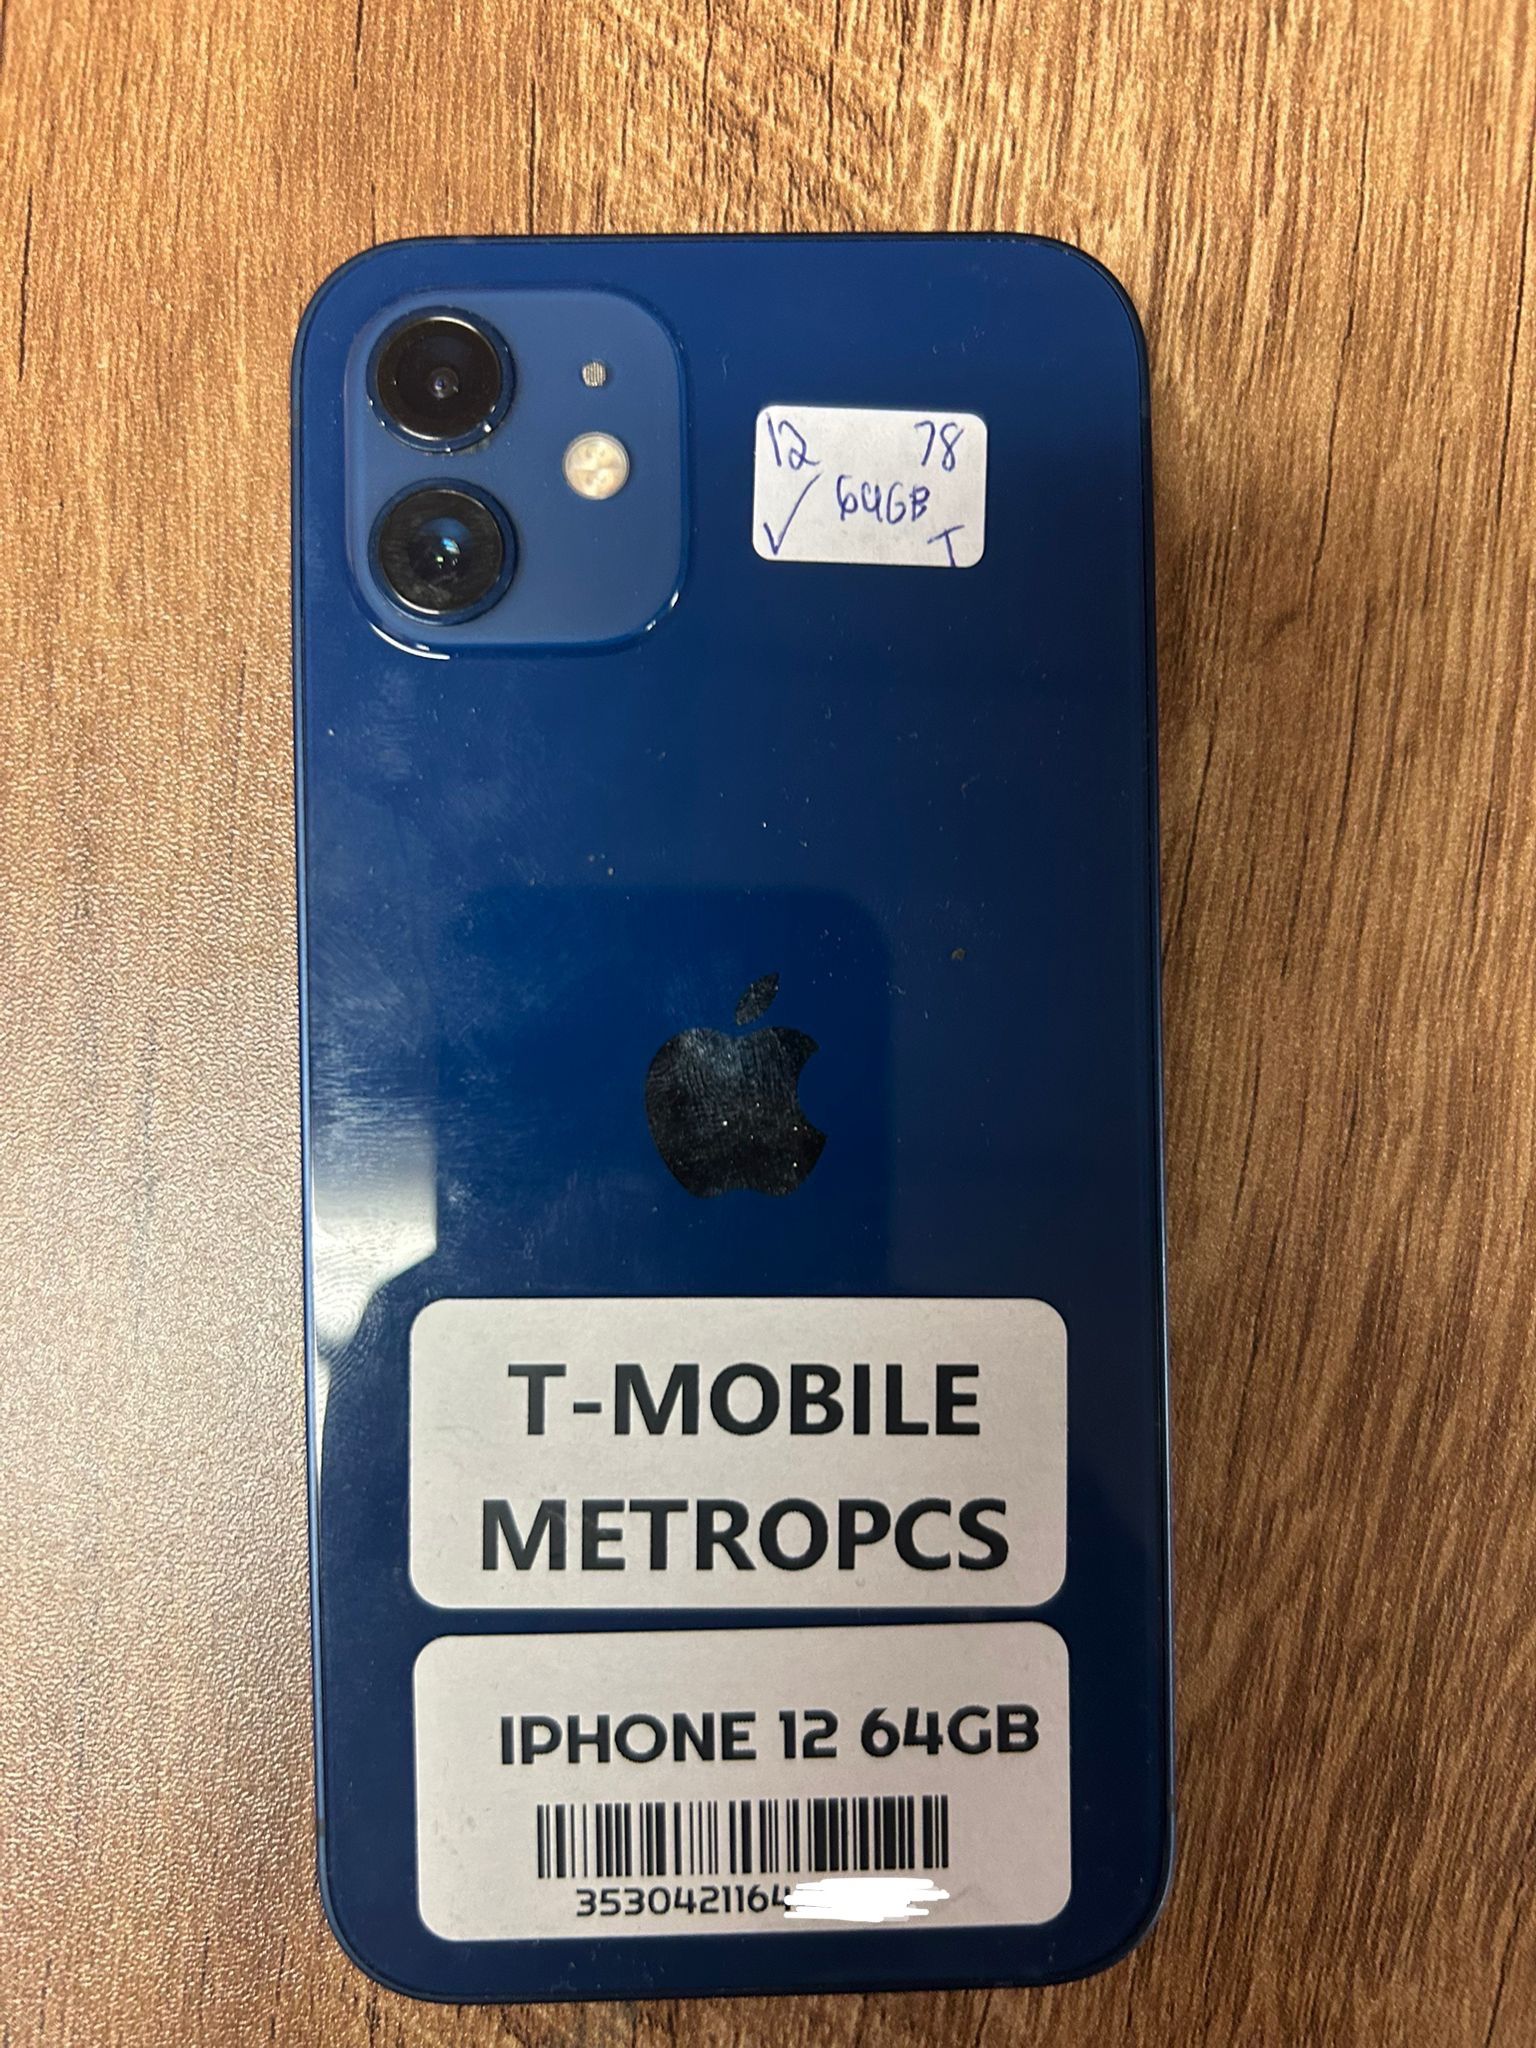 12 78
✓ 64GB
T
T-MOBILE
METROPCS
IPHONE 12 64GB
3530421164